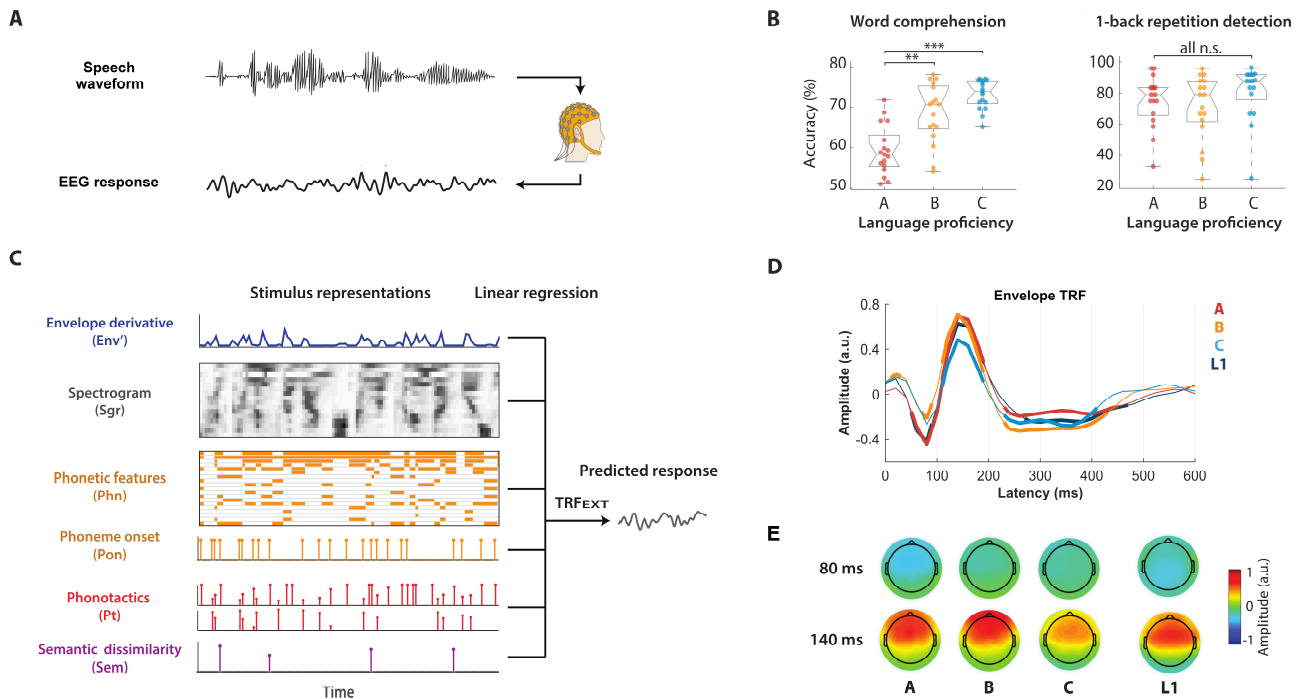 A
Speech
waveform
EEG response
B
Word comprehension
1-back repetition detection
***
**
all n.s.
Accuracy (%)
80
70
60
50
A B C
Language proficiency
100
80
60
40
20
A B C
Language proficiency
C
Stimulus representations
Linear regression
Envelope derivative
(Env')
Spectrogram
(Sgr)
Phonetic features
(Phn)
Phoneme onset
(Pon)
Phonotactics
(Pt)
Semantic dissimilarity
(Sem)
Time
TRFEXT
Predicted response
D
Envelope TRF
Amplitude (a.u.)
0.8
0.4
0
-0.4
0 100 200 300 400 500 600
Latency (ms)
A
B
C
L1
E
80 ms
140 ms
A B C L1
1
0
-1
Amplitude (a.u.)